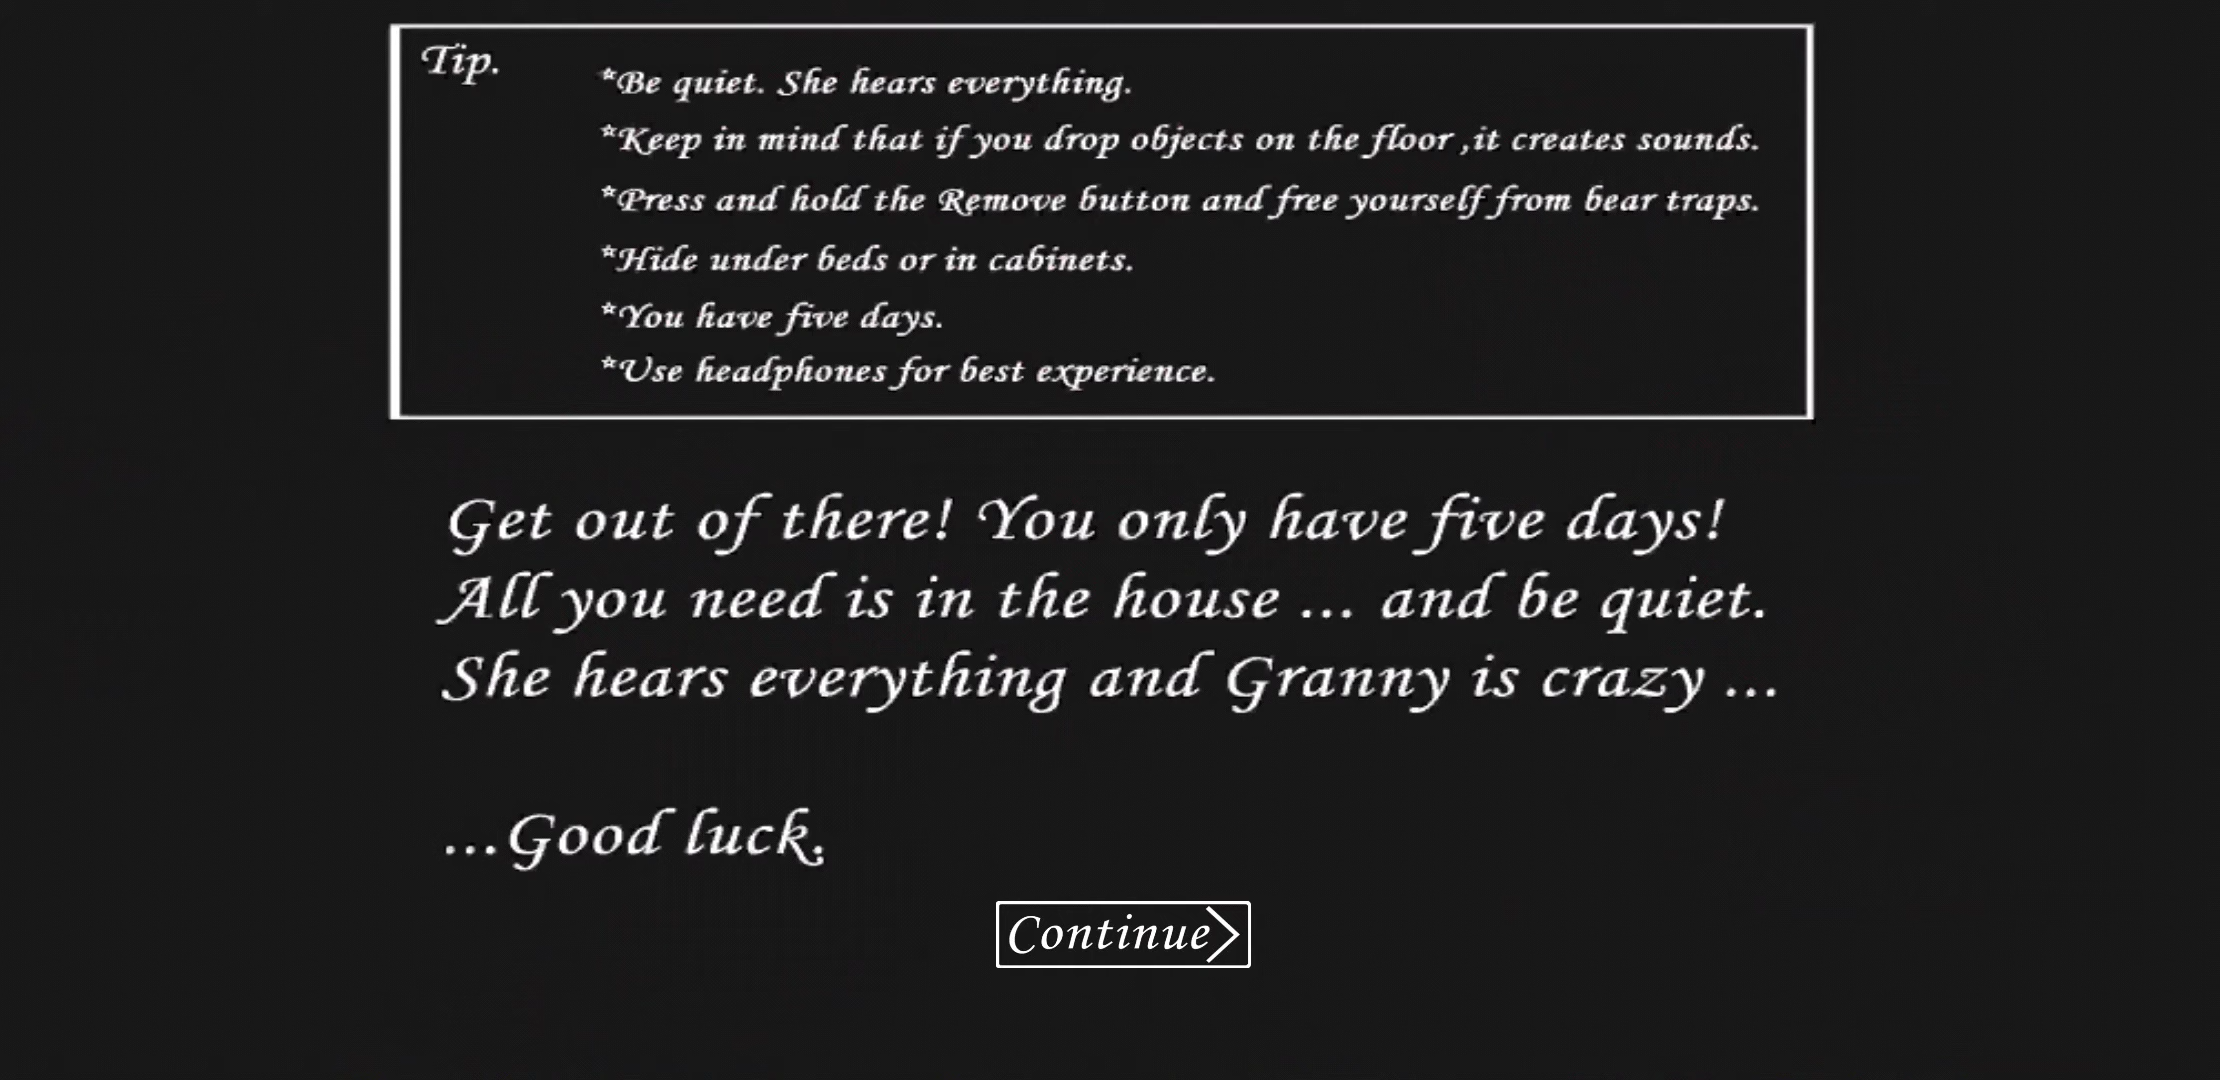 Tip.
*Be quiet. She hears everything.
*Keep in mind that if you drop objects on the floor ,it creates sounds.
*Press and hold the Remove button and free yourself from bear traps.
*Hide under beds or in cabinets.
*You have five days.
*Use headphones for best experience.
Get out of there! You only have five days!
All you need is in the house ... and be quiet.
She hears everything and Granny is crazy ...
...Good luck.
Continue>